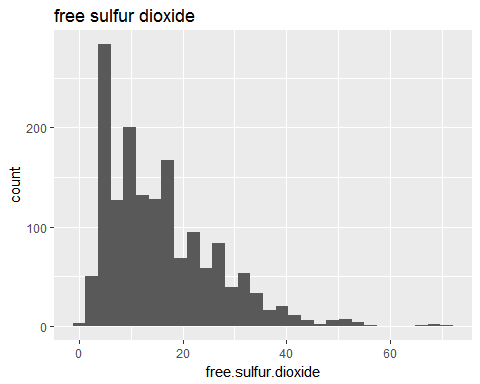 free sulfur dioxide
count
200
100
0
0 20 40 60
free.sulfur.dioxide